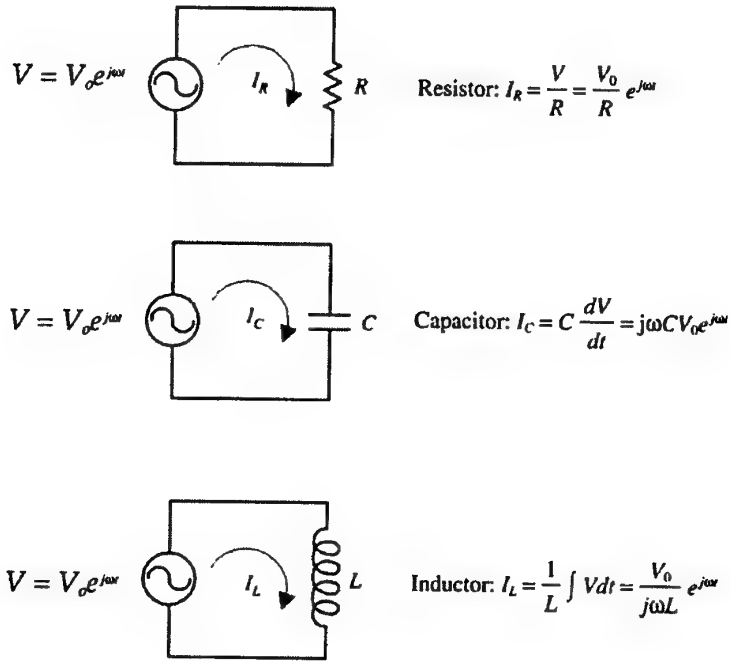 V = V₀e^{jωt} I_R R Resistor: I_R = V/R = V₀/R e^{jωt}
V = V₀e^{jωt} I_C C Capacitor: I_C = C dV/dt = jωCV₀e^{jωt}
V = V₀e^{jωt} I_L L Inductor: I_L = 1/L ∫ Vdt = V₀/jωL e^{jωt}